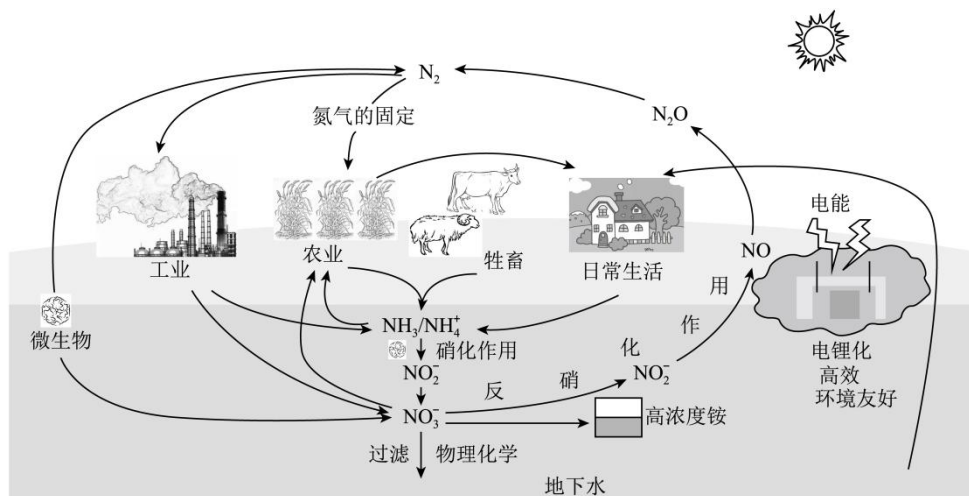 N₂
氮气的固定
N₂O
电能
工业
农业
牲畜
日常生活
NO
用
微生物
NH₃/NH₄⁺
硝化作用
作
化
电锂化
高效
环境友好
NO₂⁻
反
硝
NO₂⁻
NO₃⁻
高浓度铵
过滤
物理化学
地下水